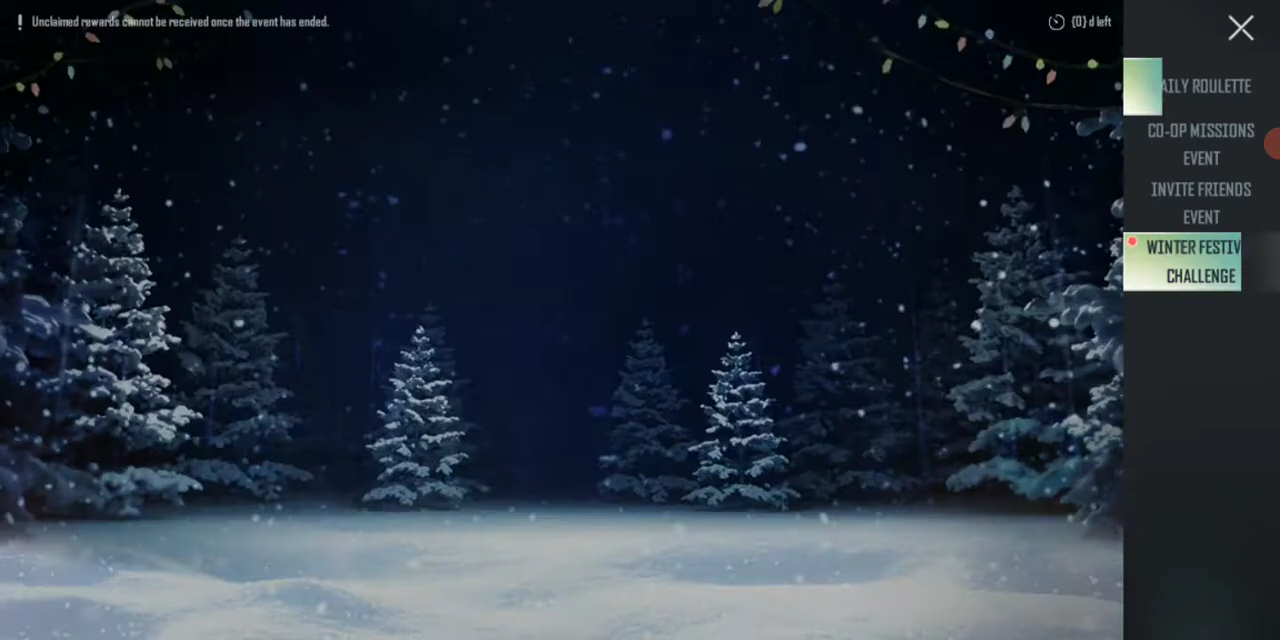 Unclaimed rewards cannot be received once the event has ended.
{0} d left
AILY ROULETTE
CO-OP MISSIONS
EVENT
INVITE FRIENDS
EVENT
WINTER FESTIV
CHALLENGE